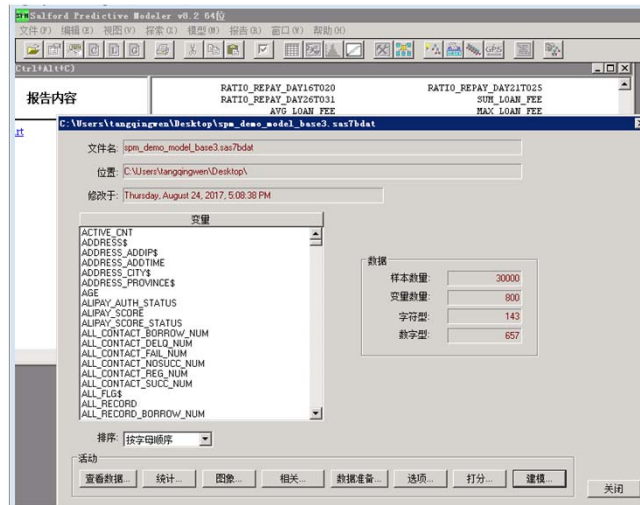 Salford Predictive Modeler v8.2 64位
文件(F) 编辑(E) 视图(V) 探索(X) 模型(M) 报告(R) 窗口(W) 帮助(H)
Ctrl+Alt+C)
报告内容
RATIO_REPAY_DAY16TO20 RATIO_REPAY_DAY21TO25
RATIO_REPAY_DAY26TO31 SUM_LOAN_FEE
AVG_LOAN_FEE MAX_LOAN_FEE
C:\Users\tangqingwen\Desktop\spm_demo_model_base3.sas7bdat
文件名: spm_demo_model_base3.sas7bdat
位置: C:\Users\tangqingwen\Desktop\
修改于: Thursday, August 24, 2017, 5:08:38 PM
变量
ACTIVE_CNT
ADDRESS$
ADDRESS_ADDIP$
ADDRESS_ADDTIME
ADDRESS_CITY$
ADDRESS_PROVINCE$
AGE
ALIPAY_AUTH_STATUS
ALIPAY_SCORE
ALIPAY_SCORE_STATUS
ALL_CONTACT_BORROW_NUM
ALL_CONTACT_DELQ_NUM
ALL_CONTACT_FAIL_NUM
ALL_CONTACT_NOSUCC_NUM
ALL_CONTACT_REG_NUM
ALL_CONTACT_SUCC_NUM
ALL_FLG$
ALL_RECORD
ALL_RECORD_BORROW_NUM
数据
样本数量: 30000
变量数量: 800
字符型: 143
数字型: 657
排序: 按字母顺序
活动
查看数据... 统计... 图象... 相关... 数据准备... 选项... 打分... 建模...
关闭